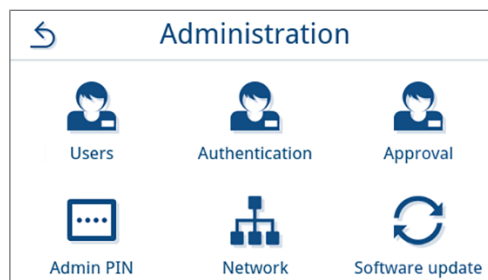 Administration
Users
Authentication
Approval
Admin PIN
Network
Software update